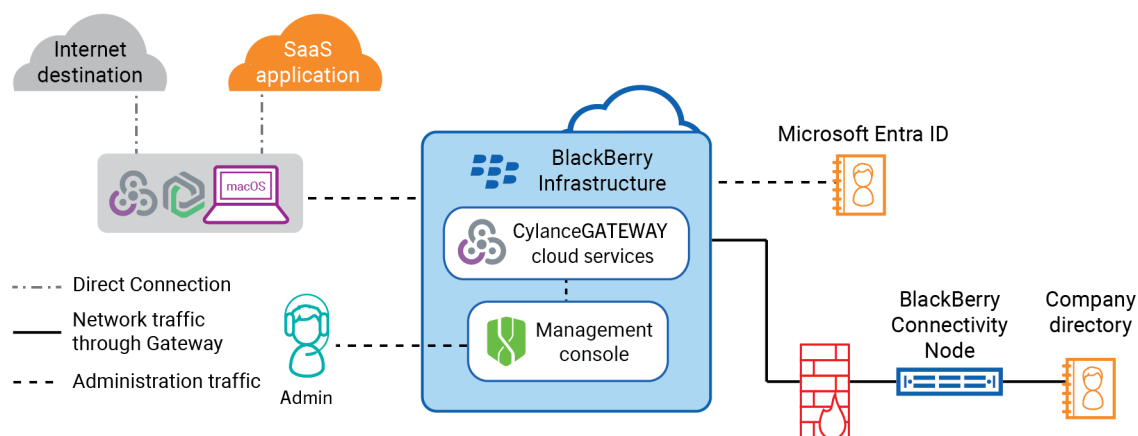 Internet
destination
SaaS
application
macOS
BlackBerry
Infrastructure
Microsoft Entra ID
CylanceGATEWAY
cloud services
Management
console
Direct Connection
Network traffic
through Gateway
Administration traffic
Admin
BlackBerry
Connectivity
Node
Company
directory